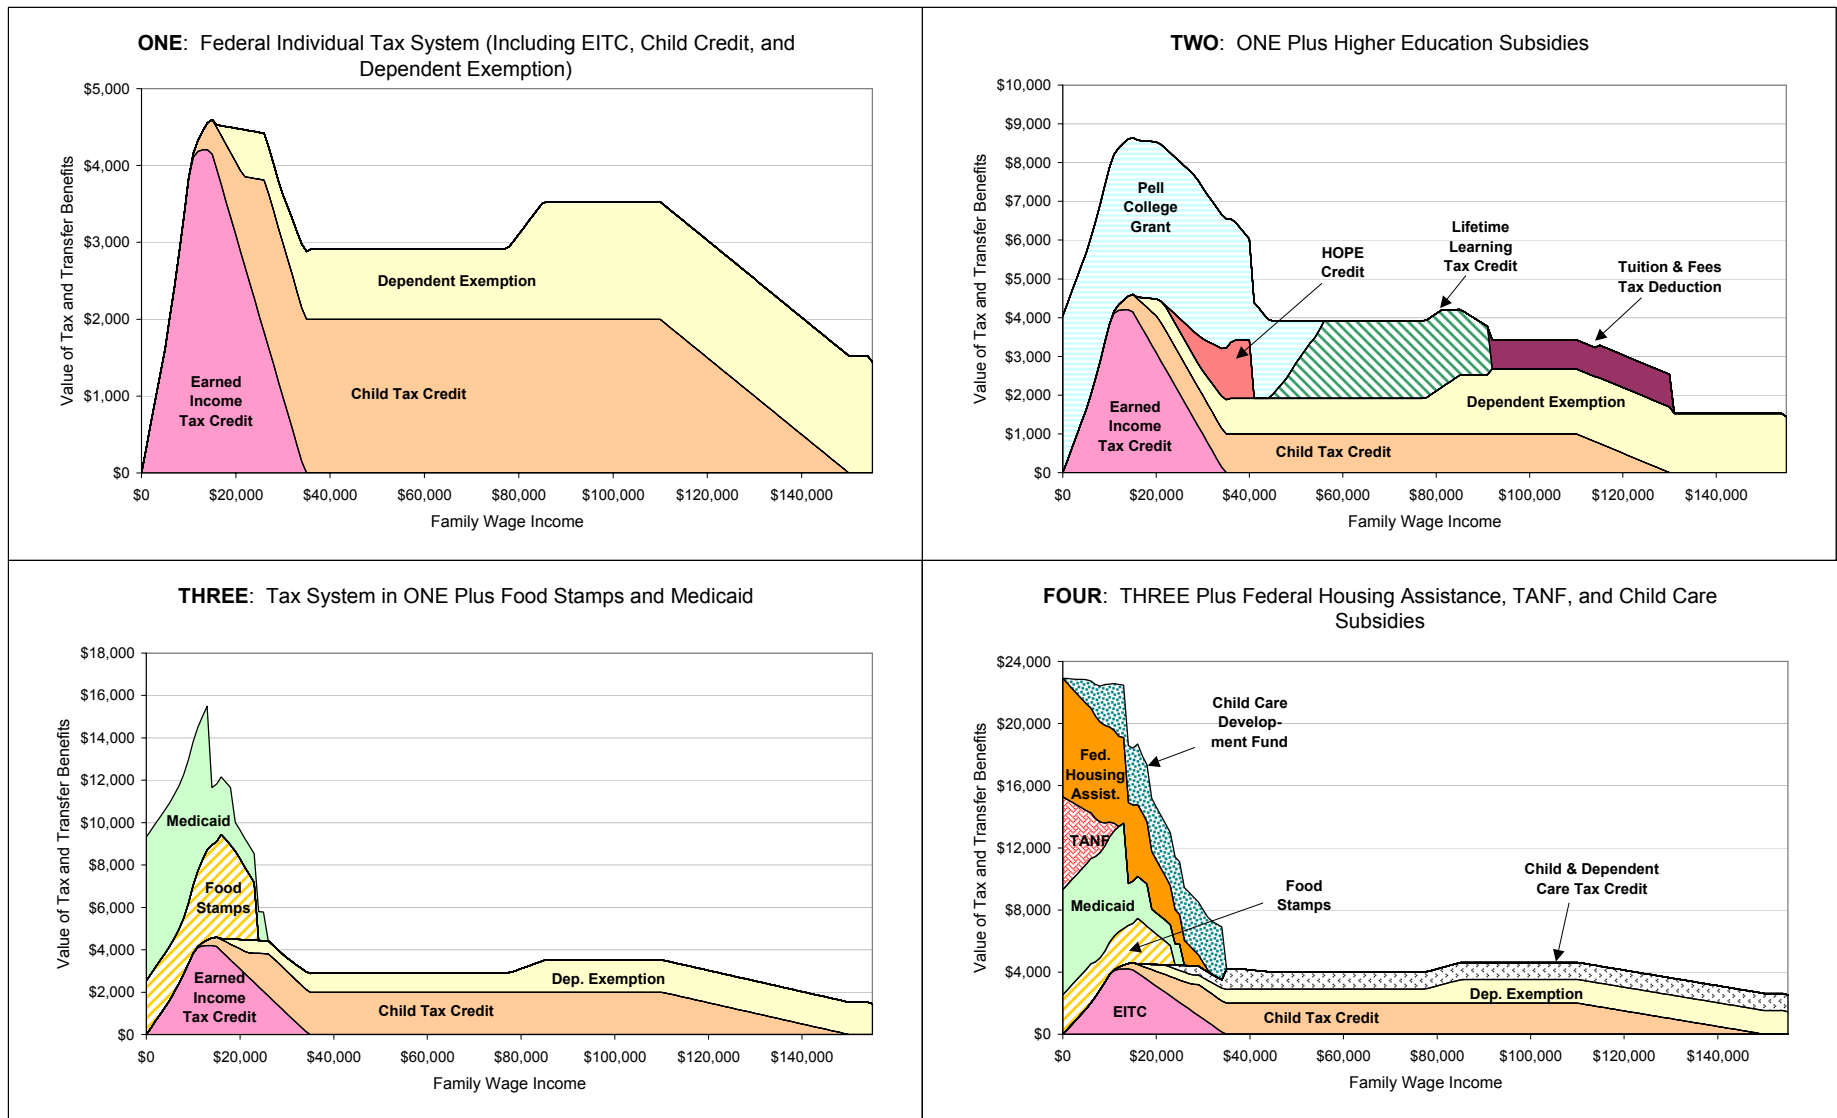 ONE: Federal Individual Tax System (Including EITC, Child Credit, and
Dependent Exemption)
$5,000
$4,000
$3,000
$2,000
$1,000
$0
Value of Tax and Transfer Benefits
Dependent Exemption
Child Tax Credit
Earned
Income
Tax Credit
$0 $20,000 $40,000 $60,000 $80,000 $100,000 $120,000 $140,000
Family Wage Income
TWO: ONE Plus Higher Education Subsidies
$10,000
$9,000
$8,000
$7,000
$6,000
$5,000
$4,000
$3,000
$2,000
$1,000
$0
Value of Tax and Transfer Benefits
Pell
College
Grant
HOPE
Credit
Lifetime
Learning
Tax Credit
Tuition & Fees
Tax Deduction
Dependent Exemption
Earned
Income
Tax Credit
Child Tax Credit
$0 $20,000 $40,000 $60,000 $80,000 $100,000 $120,000 $140,000
Family Wage Income
THREE: Tax System in ONE Plus Food Stamps and Medicaid
$18,000
$16,000
$14,000
$12,000
$10,000
$8,000
$6,000
$4,000
$2,000
$0
Value of Tax and Transfer Benefits
Medicaid
Food
Stamps
Earned
Income
Tax Credit
Dep. Exemption
Child Tax Credit
$0 $20,000 $40,000 $60,000 $80,000 $100,000 $120,000 $140,000
Family Wage Income
FOUR: THREE Plus Federal Housing Assistance, TANF, and Child Care
Subsidies
$24,000
$20,000
$16,000
$12,000
$8,000
$4,000
$0
Value of Tax and Transfer Benefits
Child Care
Develop-
ment Fund
Fed.
Housing
Assist.
TANF
Medicaid
Food
Stamps
Child & Dependent
Care Tax Credit
Dep. Exemption
EITC
Child Tax Credit
$0 $20,000 $40,000 $60,000 $80,000 $100,000 $120,000 $140,000
Family Wage Income